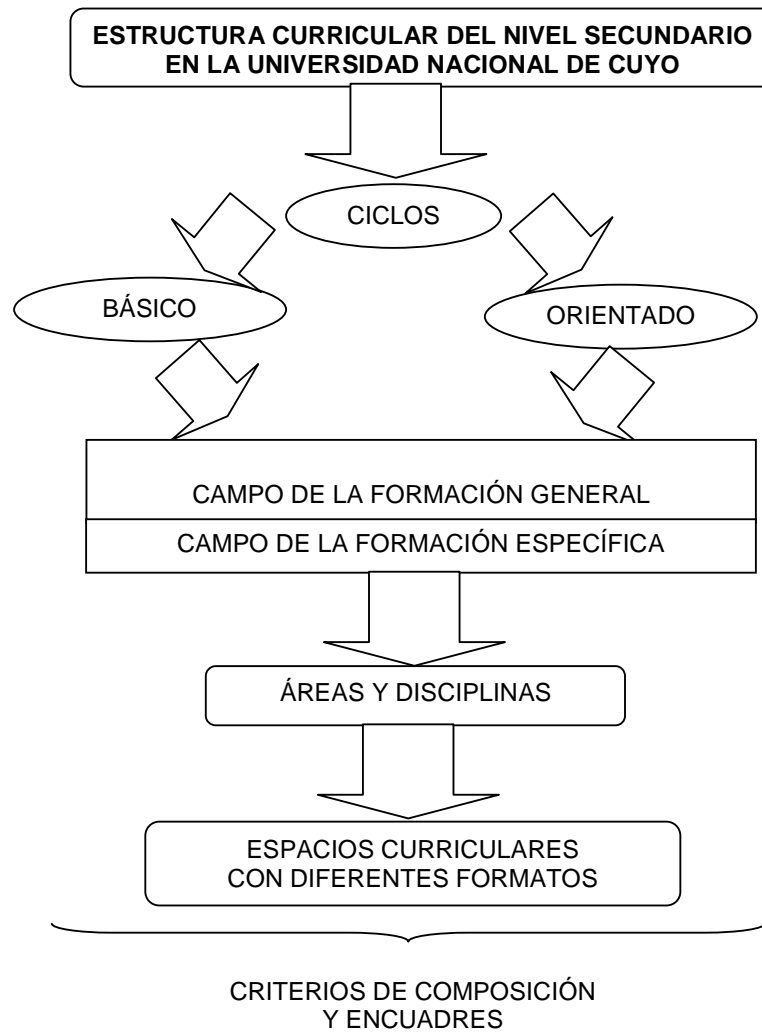 ESTRUCTURA CURRICULAR DEL NIVEL SECUNDARIO
EN LA UNIVERSIDAD NACIONAL DE CUYO
CICLOS
BÁSICO
ORIENTADO
CAMPO DE LA FORMACIÓN GENERAL
CAMPO DE LA FORMACIÓN ESPECÍFICA
ÁREAS Y DISCIPLINAS
ESPACIOS CURRICULARES
CON DIFERENTES FORMATOS
CRITERIOS DE COMPOSICIÓN
Y ENCUADRES